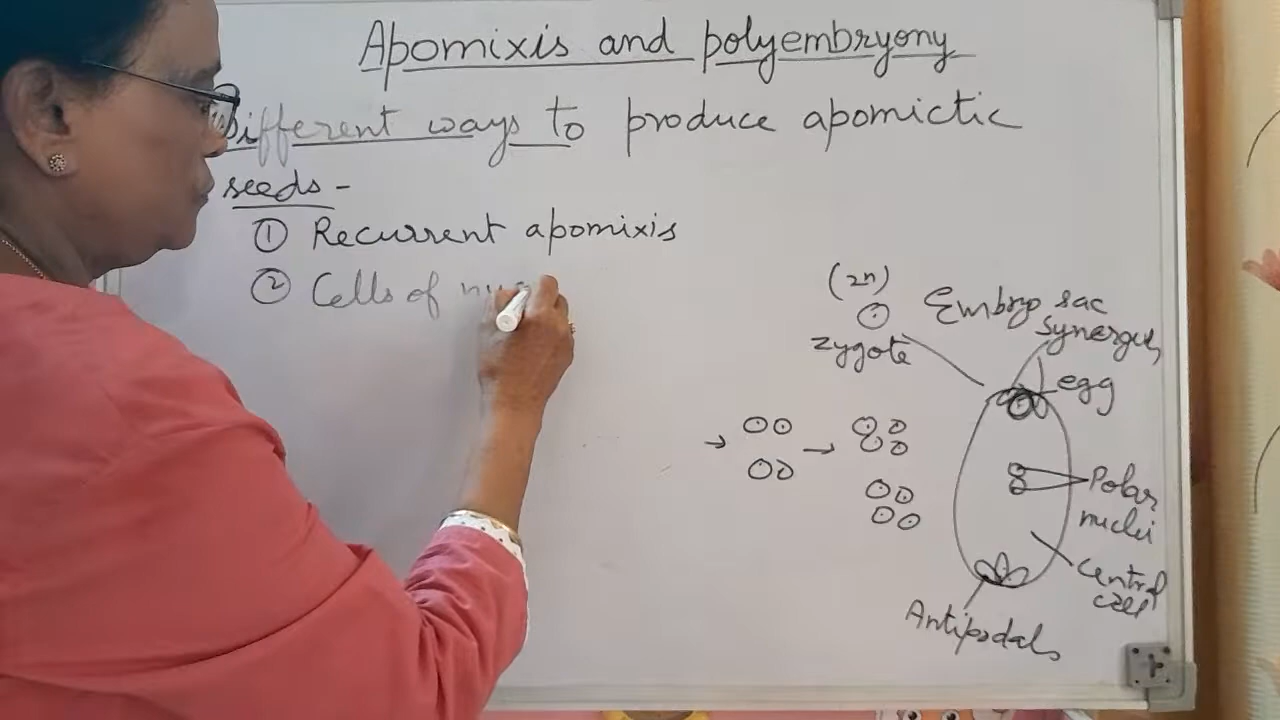 Apomixis and polyembryony
Different ways to produce apomictic
seeds -
① Recurrent apomixis
② Cells of nuc
(2n)
zygote
Embryo sac
synergids
egg
Polar
nuclei
Central
cell
Antipodals